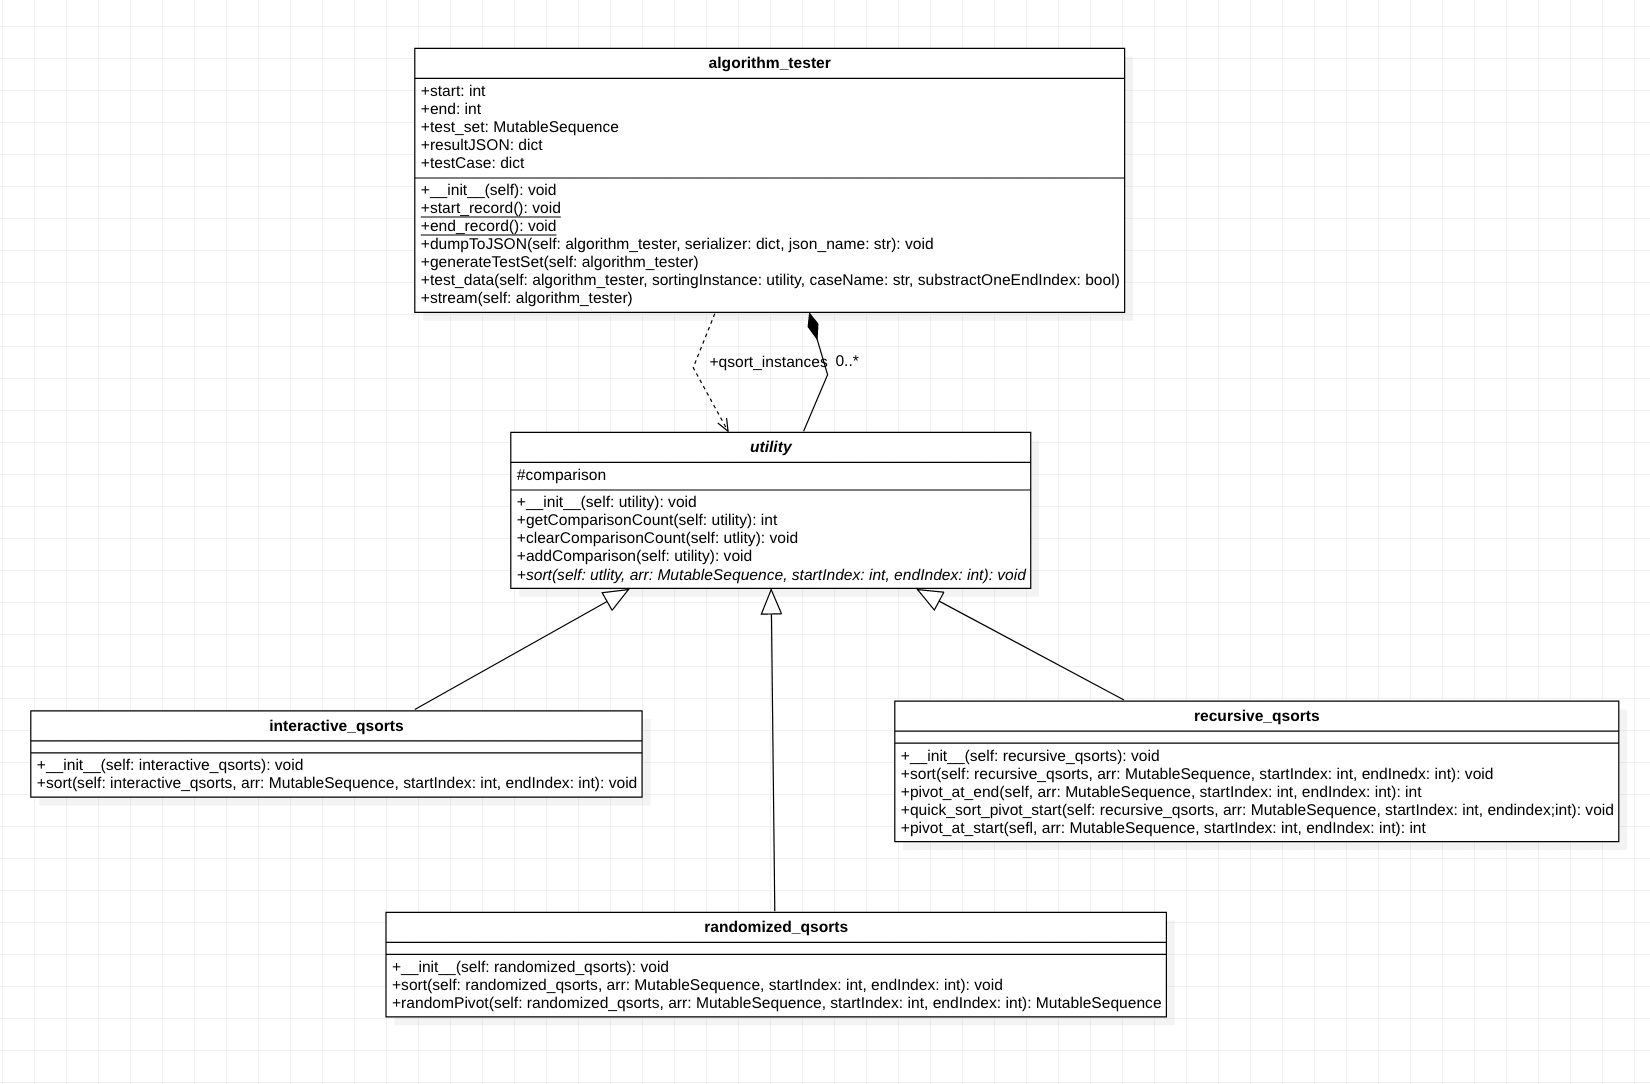 algorithm_tester
+start: int
+end: int
+test_set: MutableSequence
+resultJSON: dict
+testCase: dict
+__init__(self): void
+start_record(): void
+end_record(): void
+dumpToJSON(self: algorithm_tester, serializer: dict, json_name: str): void
+generateTestSet(self: algorithm_tester)
+test_data(self: algorithm_tester, sortingInstance: utility, caseName: str, substractOneEndIndex: bool)
+stream(self: algorithm_tester)
+qsort_instances 0..*
utility
#comparison
+__init__(self: utility): void
+getComparisonCount(self: utility): int
+clearComparisonCount(self: utlity): void
+addComparison(self: utility): void
+sort(self: utlity, arr: MutableSequence, startIndex: int, endIndex: int): void
interactive_qsorts
+__init__(self: interactive_qsorts): void
+sort(self: interactive_qsorts, arr: MutableSequence, startIndex: int, endIndex: int): void
recursive_qsorts
+__init__(self: recursive_qsorts): void
+sort(self: recursive_qsorts, arr: MutableSequence, startIndex: int, endInedx: int): void
+pivot_at_end(self, arr: MutableSequence, startIndex: int, endIndex: int): int
+quick_sort_pivot_start(self: recursive_qsorts, arr: MutableSequence, startIndex: int, endindex;int): void
+pivot_at_start(sefl, arr: MutableSequence, startIndex: int, endIndex: int): int
randomized_qsorts
+__init__(self: randomized_qsorts): void
+sort(self: randomized_qsorts, arr: MutableSequence, startIndex: int, endIndex: int): void
+randomPivot(self: randomized_qsorts, arr: MutableSequence, startIndex: int, endIndex: int): MutableSequence